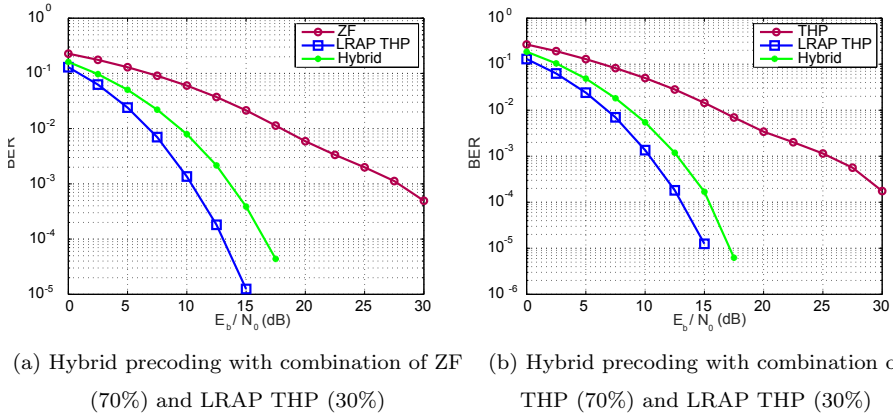 10^0
10^-1
10^-2
10^-3
10^-4
10^-5
BER
0 5 10 15 20 25 30
E_b / N_0 (dB)
ZF
LRAP THP
Hybrid
10^0
10^-1
10^-2
10^-3
10^-4
10^-5
10^-6
BER
0 5 10 15 20 25 30
E_b / N_0 (dB)
THP
LRAP THP
Hybrid
(a) Hybrid precoding with combination of ZF
(70%) and LRAP THP (30%)
(b) Hybrid precoding with combination o
THP (70%) and LRAP THP (30%)